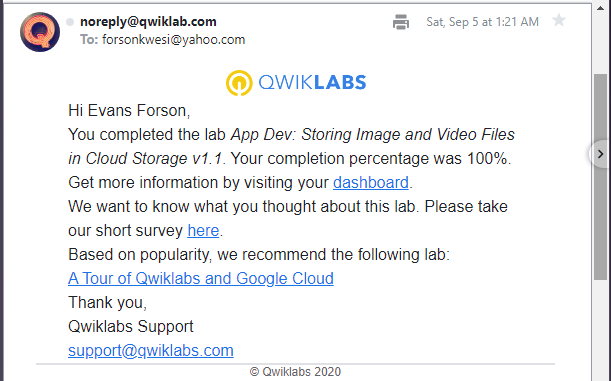 noreply@qwiklab.com
Sat, Sep 5 at 1:21 AM
To: forsonkwesi@yahoo.com
QWIKLABS
Hi Evans Forson,
You completed the lab App Dev: Storing Image and Video Files
in Cloud Storage v1.1. Your completion percentage was 100%.
Get more information by visiting your dashboard.
We want to know what you thought about this lab. Please take
our short survey here.
Based on popularity, we recommend the following lab:
A Tour of Qwiklabs and Google Cloud
Thank you,
Qwiklabs Support
support@qwiklabs.com
© Qwiklabs 2020